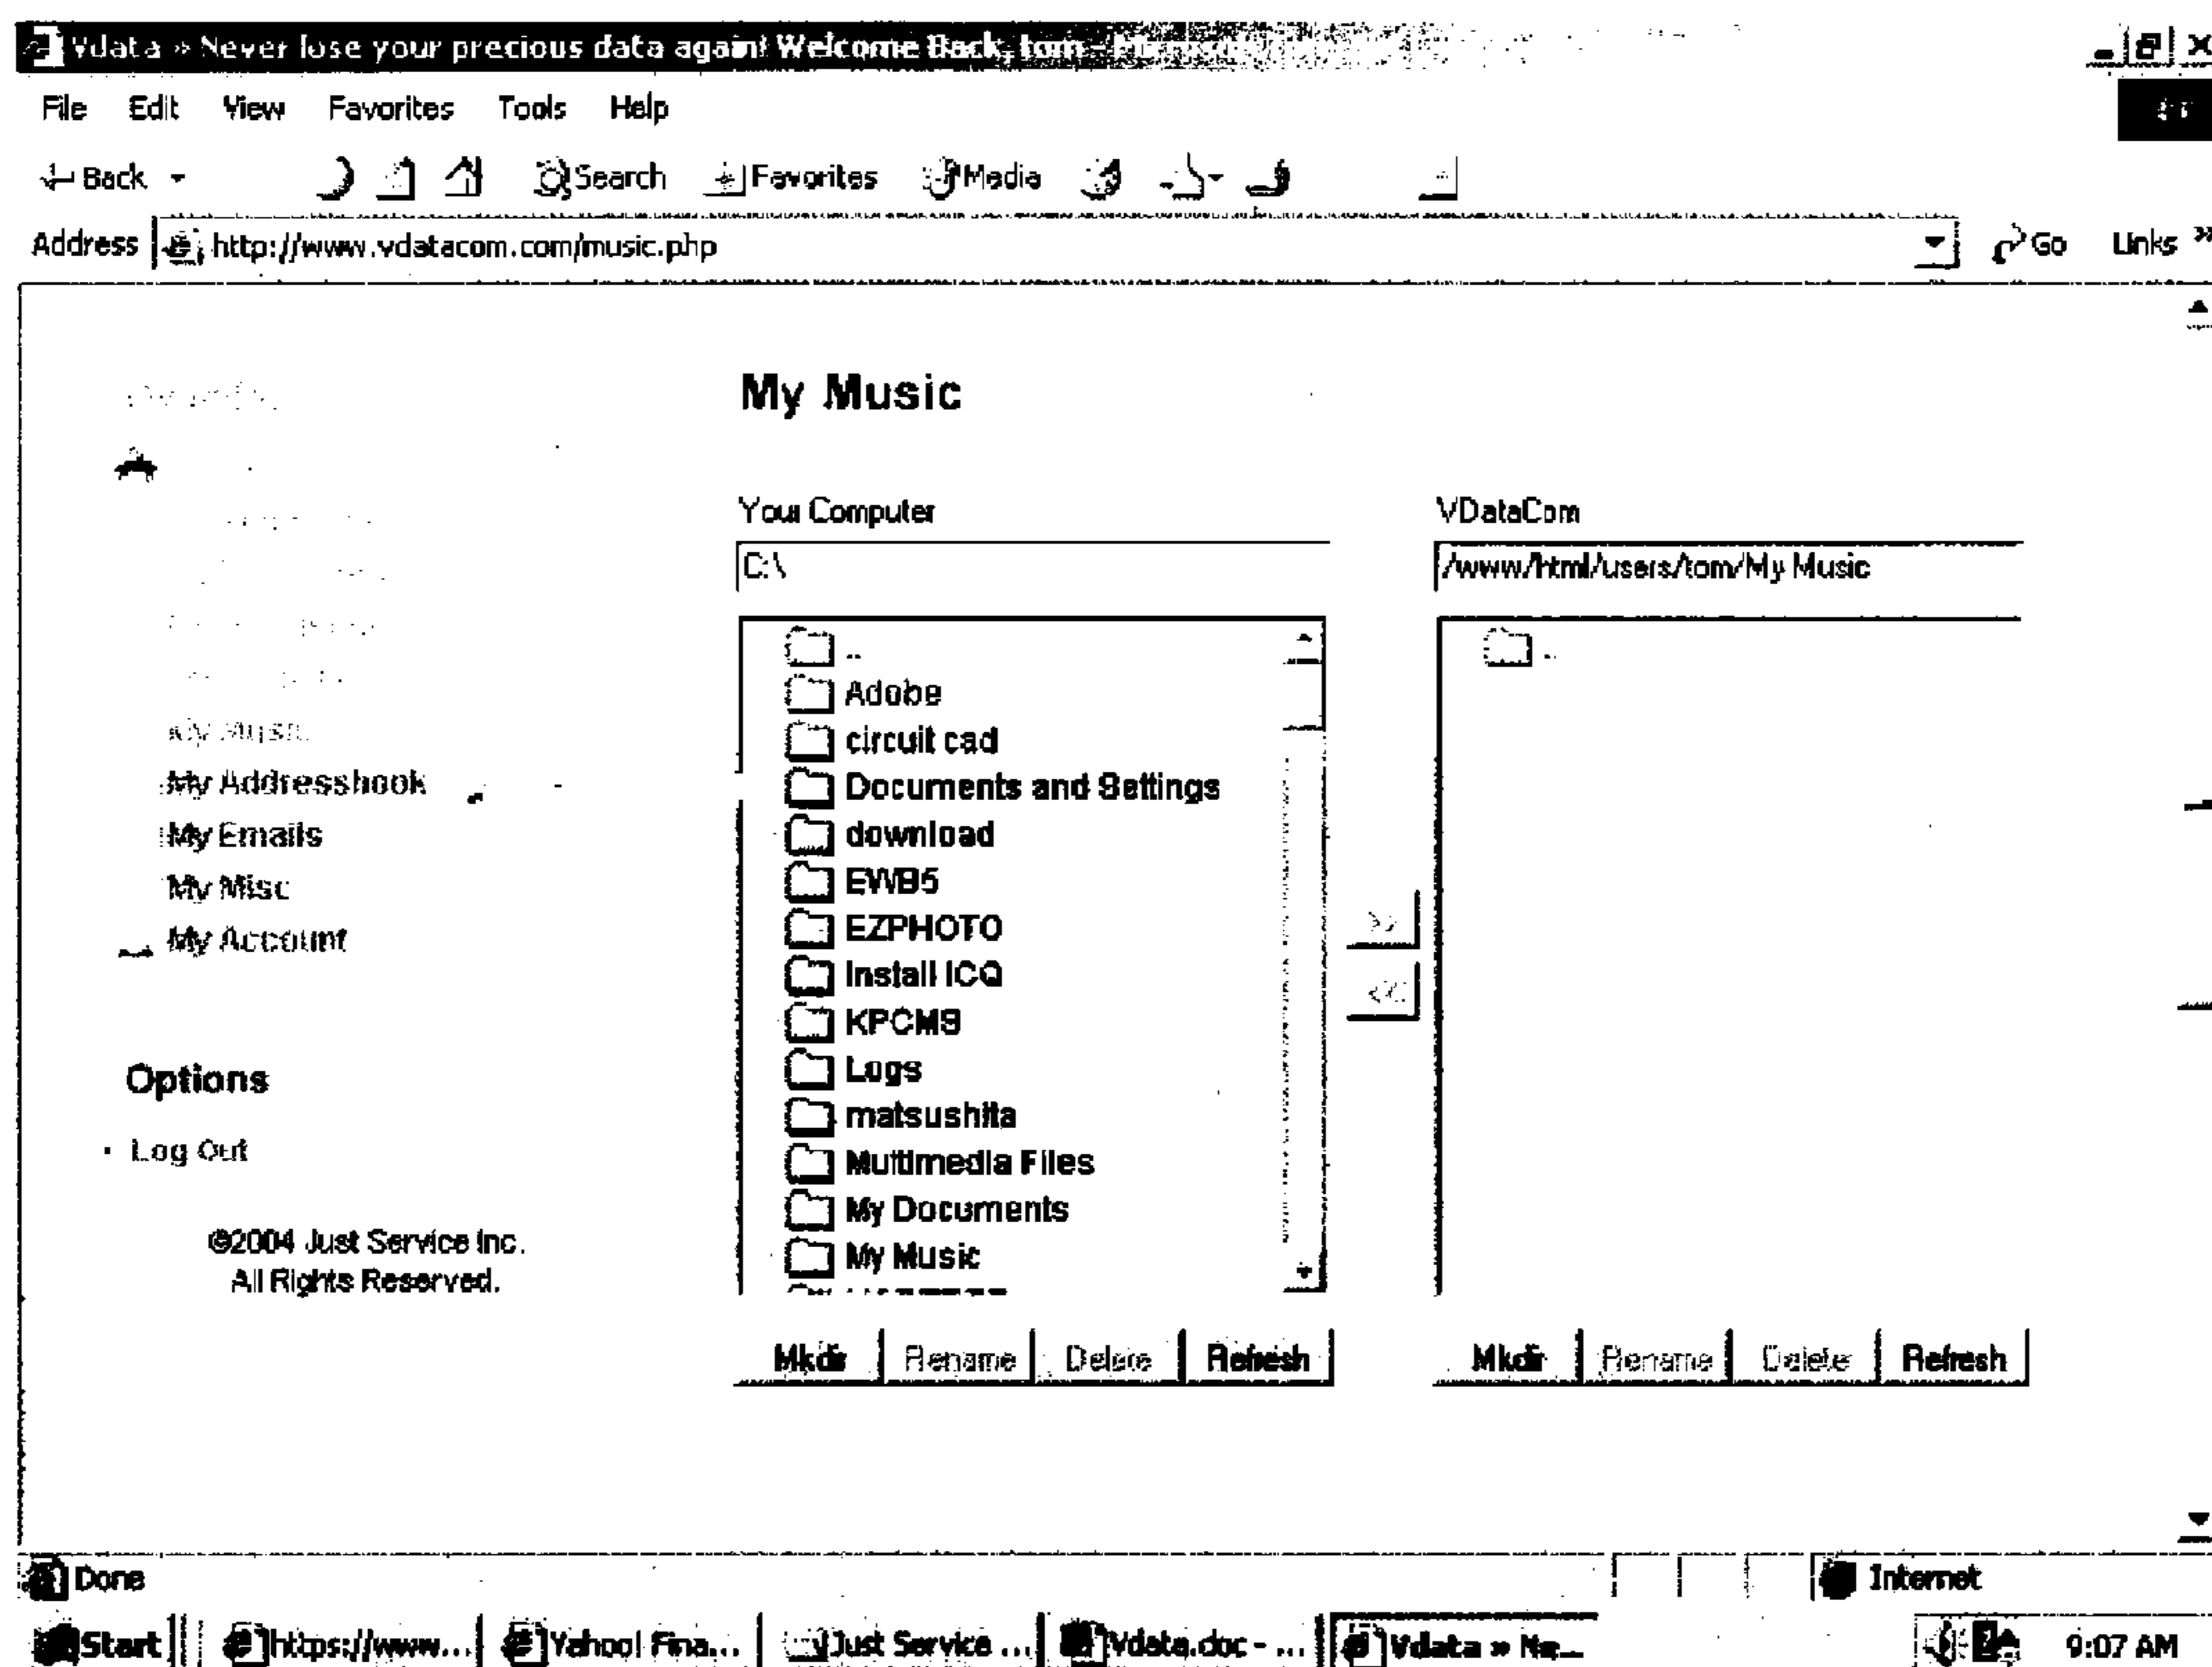 Vdata » Never lose your precious data again! Welcome Back, tom - Microsoft
File Edit View Favorites Tools Help
Back Search Favorites Media
Address http://www.vdatacom.com/music.php Go Links »
My Music
Your Computer
VDataCom
C:\
/www/html/users/tom/My Music
..
Adobe
circuit cad
Documents and Settings
download
EWB5
EZPHOTO
Install ICQ
KPCMS
Logs
matsushita
Multimedia Files
My Documents
My Music
..
>>
<<
My Music
My Addressbook
My Emails
My Misc
My Account
Options
Log Out
©2004 Just Service Inc.
All Rights Reserved.
Mkdir Rename Delete Refresh
Mkdir Rename Delete Refresh
Done Internet
Start https://www... Yahoo! Fina... Just Service ... Vdata.doc - ... Vdata » Ne... 9:07 AM